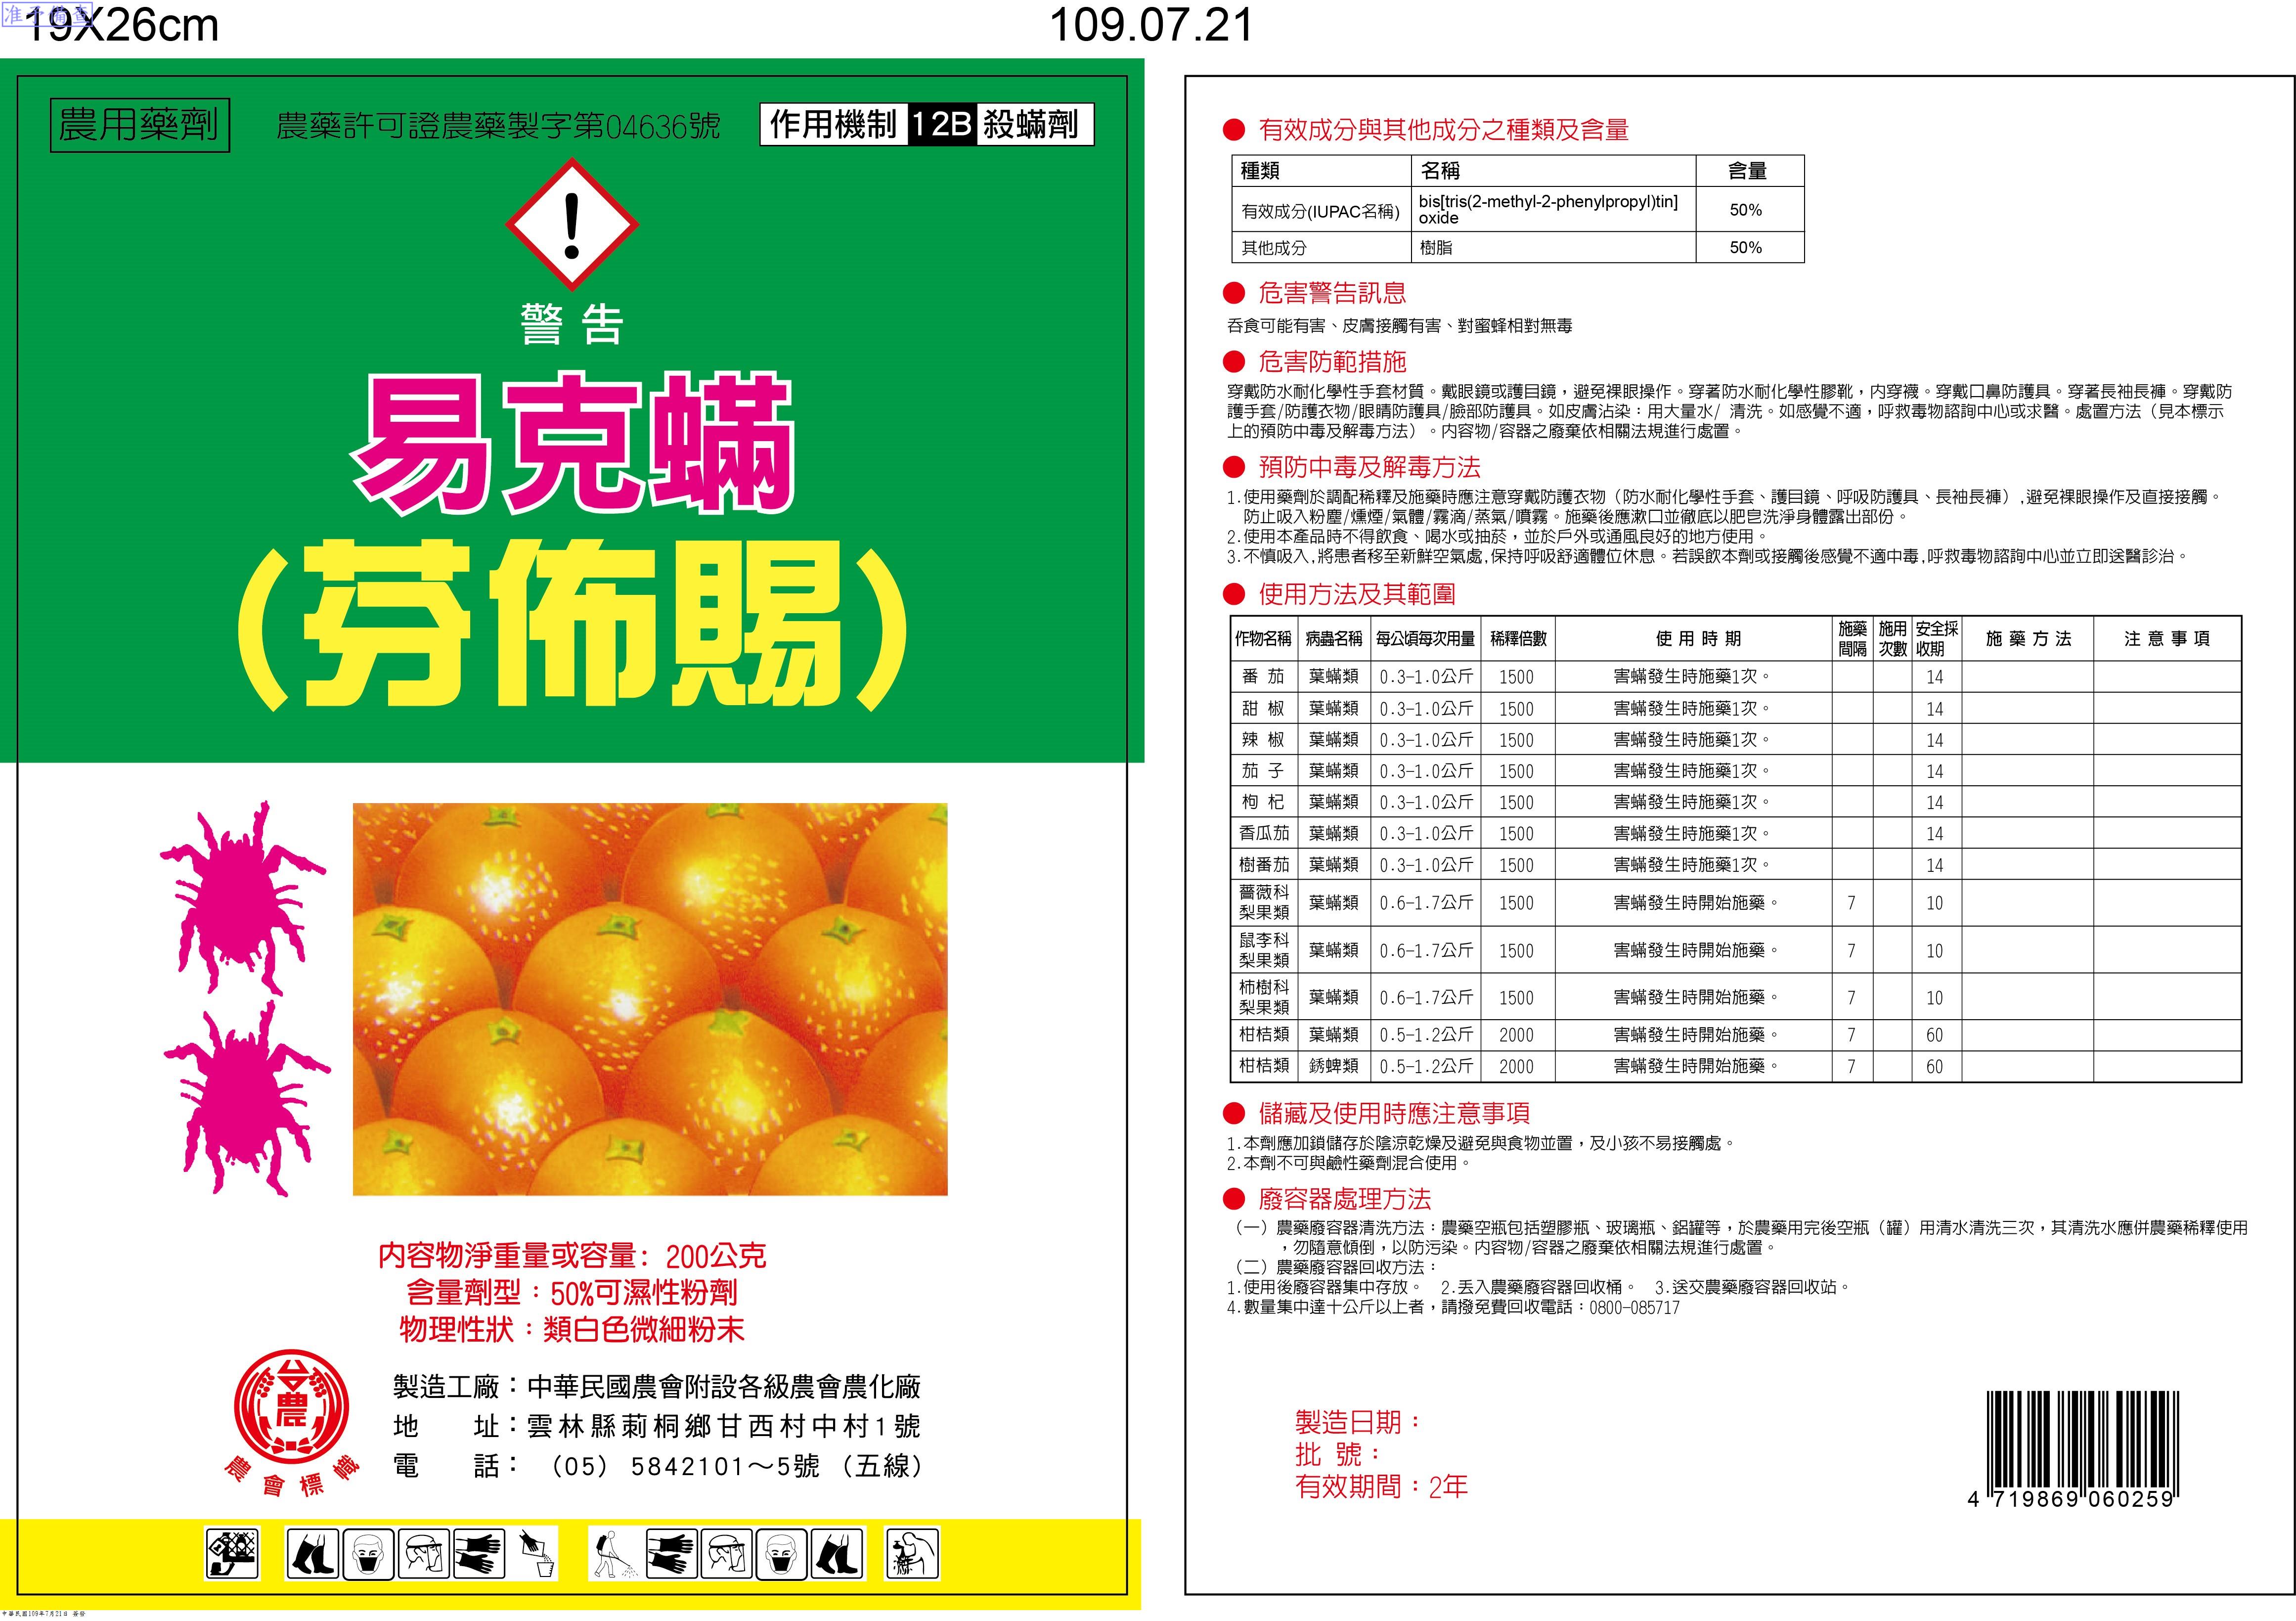 准予備查
19X26cm
109.07.21
農用藥劑
農藥許可證農藥製字第04636號
作用機制 12B 殺蟎劑
!
警告
易克蟎
(芬佈賜)
內容物淨重量或容量: 200公克
含量劑型：50%可濕性粉劑
物理性狀：類白色微細粉末
農
農會標幟
製造工廠：中華民國農會附設各級農會農化廠
地　　址：雲林縣莿桐鄉甘西村中村1號
電　　話：（05）5842101～5號（五線）
中華民國109年7月21日 簽發
● 有效成分與其他成分之種類及含量
種類 名稱 含量
有效成分(IUPAC名稱) bis[tris(2-methyl-2-phenylpropyl)tin] 50%
oxide
其他成分 樹脂 50%
● 危害警告訊息
吞食可能有害、皮膚接觸有害、對蜜蜂相對無毒
● 危害防範措施
穿戴防水耐化學性手套材質。戴眼鏡或護目鏡，避免裸眼操作。穿著防水耐化學性膠靴，內穿襪。穿戴口鼻防護具。穿著長袖長褲。穿戴防
護手套/防護衣物/眼睛防護具/臉部防護具。如皮膚沾染：用大量水/ 清洗。如感覺不適，呼救毒物諮詢中心或求醫。處置方法（見本標示
上的預防中毒及解毒方法）。內容物/容器之廢棄依相關法規進行處置。
● 預防中毒及解毒方法
1.使用藥劑於調配稀釋及施藥時應注意穿戴防護衣物（防水耐化學性手套、護目鏡、呼吸防護具、長袖長褲）,避免裸眼操作及直接接觸。
防止吸入粉塵/燻煙/氣體/霧滴/蒸氣/噴霧。施藥後應漱口並徹底以肥皂洗淨身體露出部份。
2.使用本產品時不得飲食、喝水或抽菸，並於戶外或通風良好的地方使用。
3.不慎吸入,將患者移至新鮮空氣處,保持呼吸舒適體位休息。若誤飲本劑或接觸後感覺不適中毒,呼救毒物諮詢中心並立即送醫診治。
● 使用方法及其範圍
作物名稱 病蟲名稱 每公頃每次用量 稀釋倍數 使用時期 施藥間隔 施用次數 安全採收期 施藥方法 注意事項
番茄 葉蟎類 0.3-1.0公斤 1500 害蟎發生時施藥1次。 14
甜椒 葉蟎類 0.3-1.0公斤 1500 害蟎發生時施藥1次。 14
辣椒 葉蟎類 0.3-1.0公斤 1500 害蟎發生時施藥1次。 14
茄子 葉蟎類 0.3-1.0公斤 1500 害蟎發生時施藥1次。 14
枸杞 葉蟎類 0.3-1.0公斤 1500 害蟎發生時施藥1次。 14
香瓜茄 葉蟎類 0.3-1.0公斤 1500 害蟎發生時施藥1次。 14
樹番茄 葉蟎類 0.3-1.0公斤 1500 害蟎發生時施藥1次。 14
薔薇科梨果類 葉蟎類 0.6-1.7公斤 1500 害蟎發生時開始施藥。 7 10
鼠李科梨果類 葉蟎類 0.6-1.7公斤 1500 害蟎發生時開始施藥。 7 10
柿樹科梨果類 葉蟎類 0.6-1.7公斤 1500 害蟎發生時開始施藥。 7 10
柑桔類 葉蟎類 0.5-1.2公斤 2000 害蟎發生時開始施藥。 7 60
柑桔類 銹蜱類 0.5-1.2公斤 2000 害蟎發生時開始施藥。 7 60
● 儲藏及使用時應注意事項
1.本劑應加鎖儲存於陰涼乾燥及避免與食物並置，及小孩不易接觸處。
2.本劑不可與鹼性藥劑混合使用。
● 廢容器處理方法
（一）農藥廢容器清洗方法：農藥空瓶包括塑膠瓶、玻璃瓶、鋁罐等，於農藥用完後空瓶（罐）用清水清洗三次，其清洗水應併農藥稀釋使用
，勿隨意傾倒，以防污染。內容物/容器之廢棄依相關法規進行處置。
（二）農藥廢容器回收方法：
1.使用後廢容器集中存放。 2.丟入農藥廢容器回收桶。 3.送交農藥廢容器回收站。
4.數量集中達十公斤以上者，請撥免費回收電話：0800-085717
製造日期：
批 號：
有效期間：2年
4 719869 060259